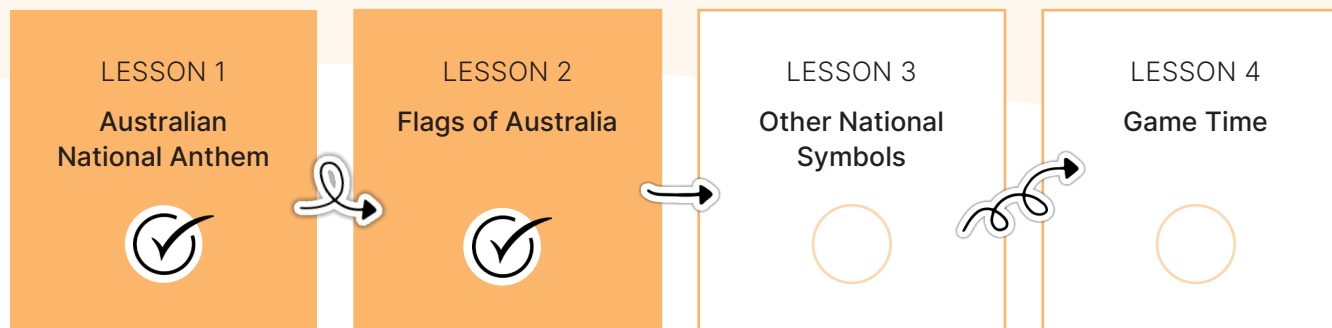 LESSON 1
Australian
National Anthem
LESSON 2
Flags of Australia
LESSON 3
Other National
Symbols
LESSON 4
Game Time